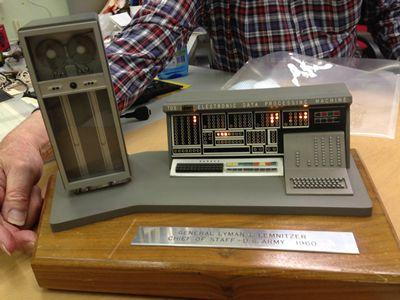 ELECTRONIC DATA PROCESSING MACHINE
GENERAL LYMAN L. LEMNITZER
CHIEF OF STAFF - U.S. ARMY 1960